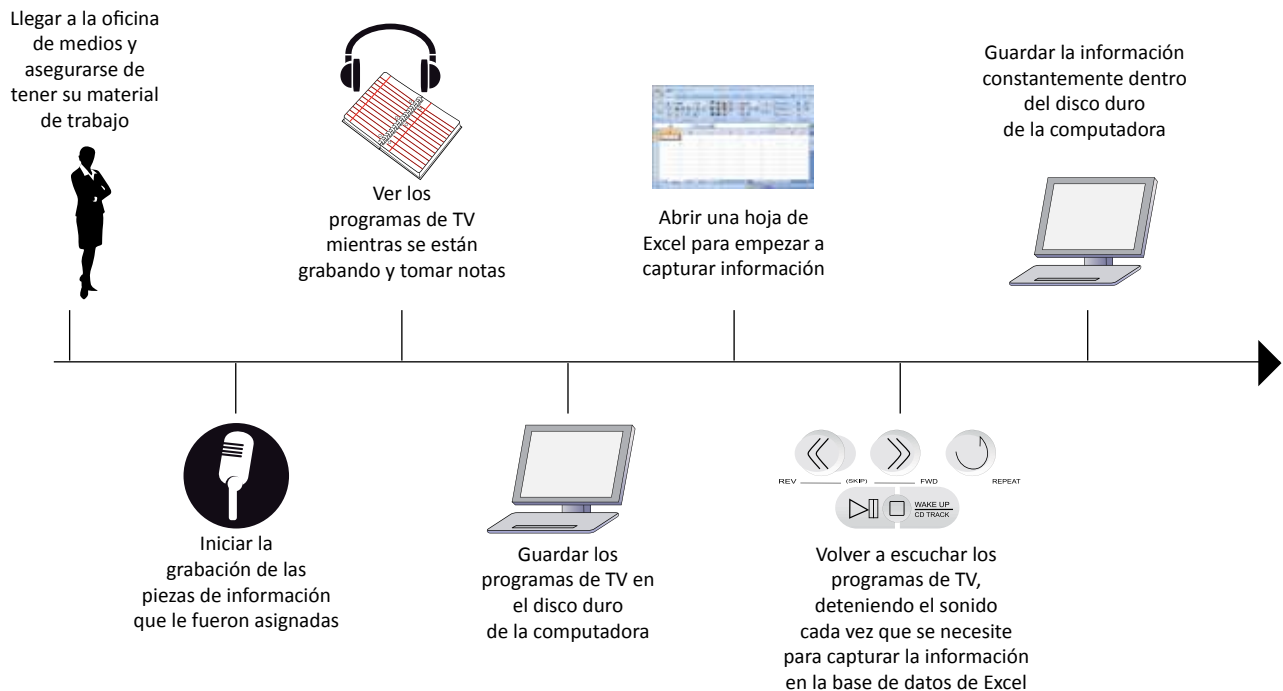 Llegar a la oficina
de medios y
asegurarse de
tener su material
de trabajo
Iniciar la
grabación de las
piezas de información
que le fueron asignadas
Ver los
programas de TV
mientras se están
grabando y tomar notas
Guardar los
programas de TV en
el disco duro
de la computadora
Abrir una hoja de
Excel para empezar a
capturar información
REV (SKIP) FWD REPEAT
WAKE UP
CD TRACK
Volver a escuchar los
programas de TV,
deteniendo el sonido
cada vez que se necesite
para capturar la información
en la base de datos de Excel
Guardar la información
constantemente dentro
del disco duro
de la computadora